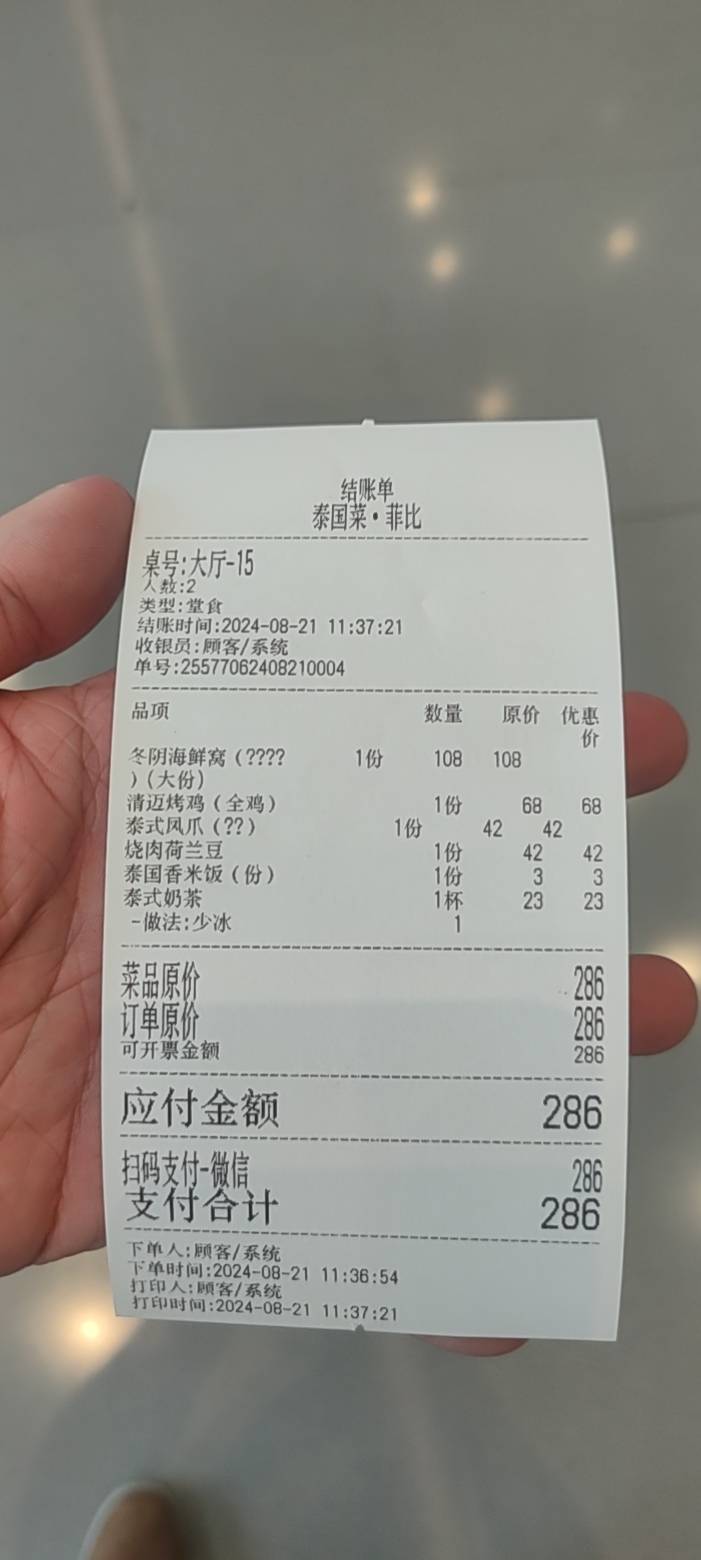 结账单
泰国菜•菲比
桌号:大厅-15
人数:2
类型:堂食
结账时间:2024-08-21 11:37:21
收银员:顾客/系统
单号:25577062408210004
品项 数量 原价 优惠
价
冬阴海鲜窝(???? 1份 108 108
)(大份)
清迈烤鸡(全鸡) 1份 68 68
泰式凤爪(??) 1份 42 42
烧肉荷兰豆 1份 42 42
泰国香米饭(份) 1份 3 3
泰式奶茶 1杯 23 23
-做法:少冰 1
菜品原价 286
订单原价 286
可开票金额 286
应付金额 286
扫码支付-微信 286
支付合计 286
下单人:顾客/系统
下单时间:2024-08-21 11:36:54
打印人:顾客/系统
打印时间:2024-08-21 11:37:21